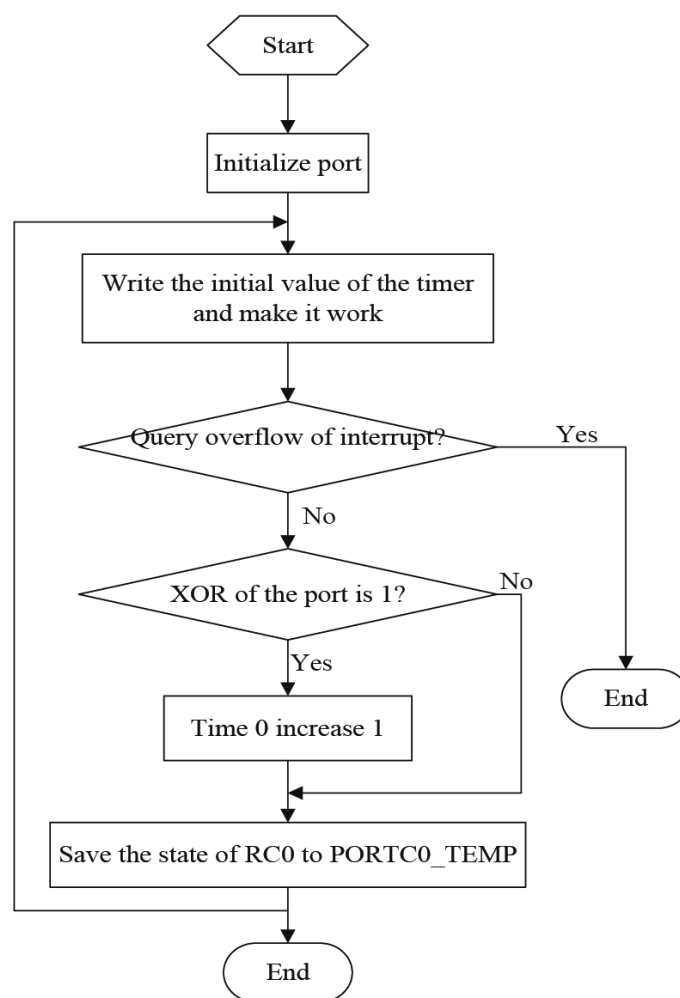 Start
Initialize port
Write the initial value of the timer
and make it work
Query overflow of interrupt?
Yes
No
XOR of the port is 1?
No
Yes
Time 0 increase 1
End
Save the state of RC0 to PORTC0_TEMP
End